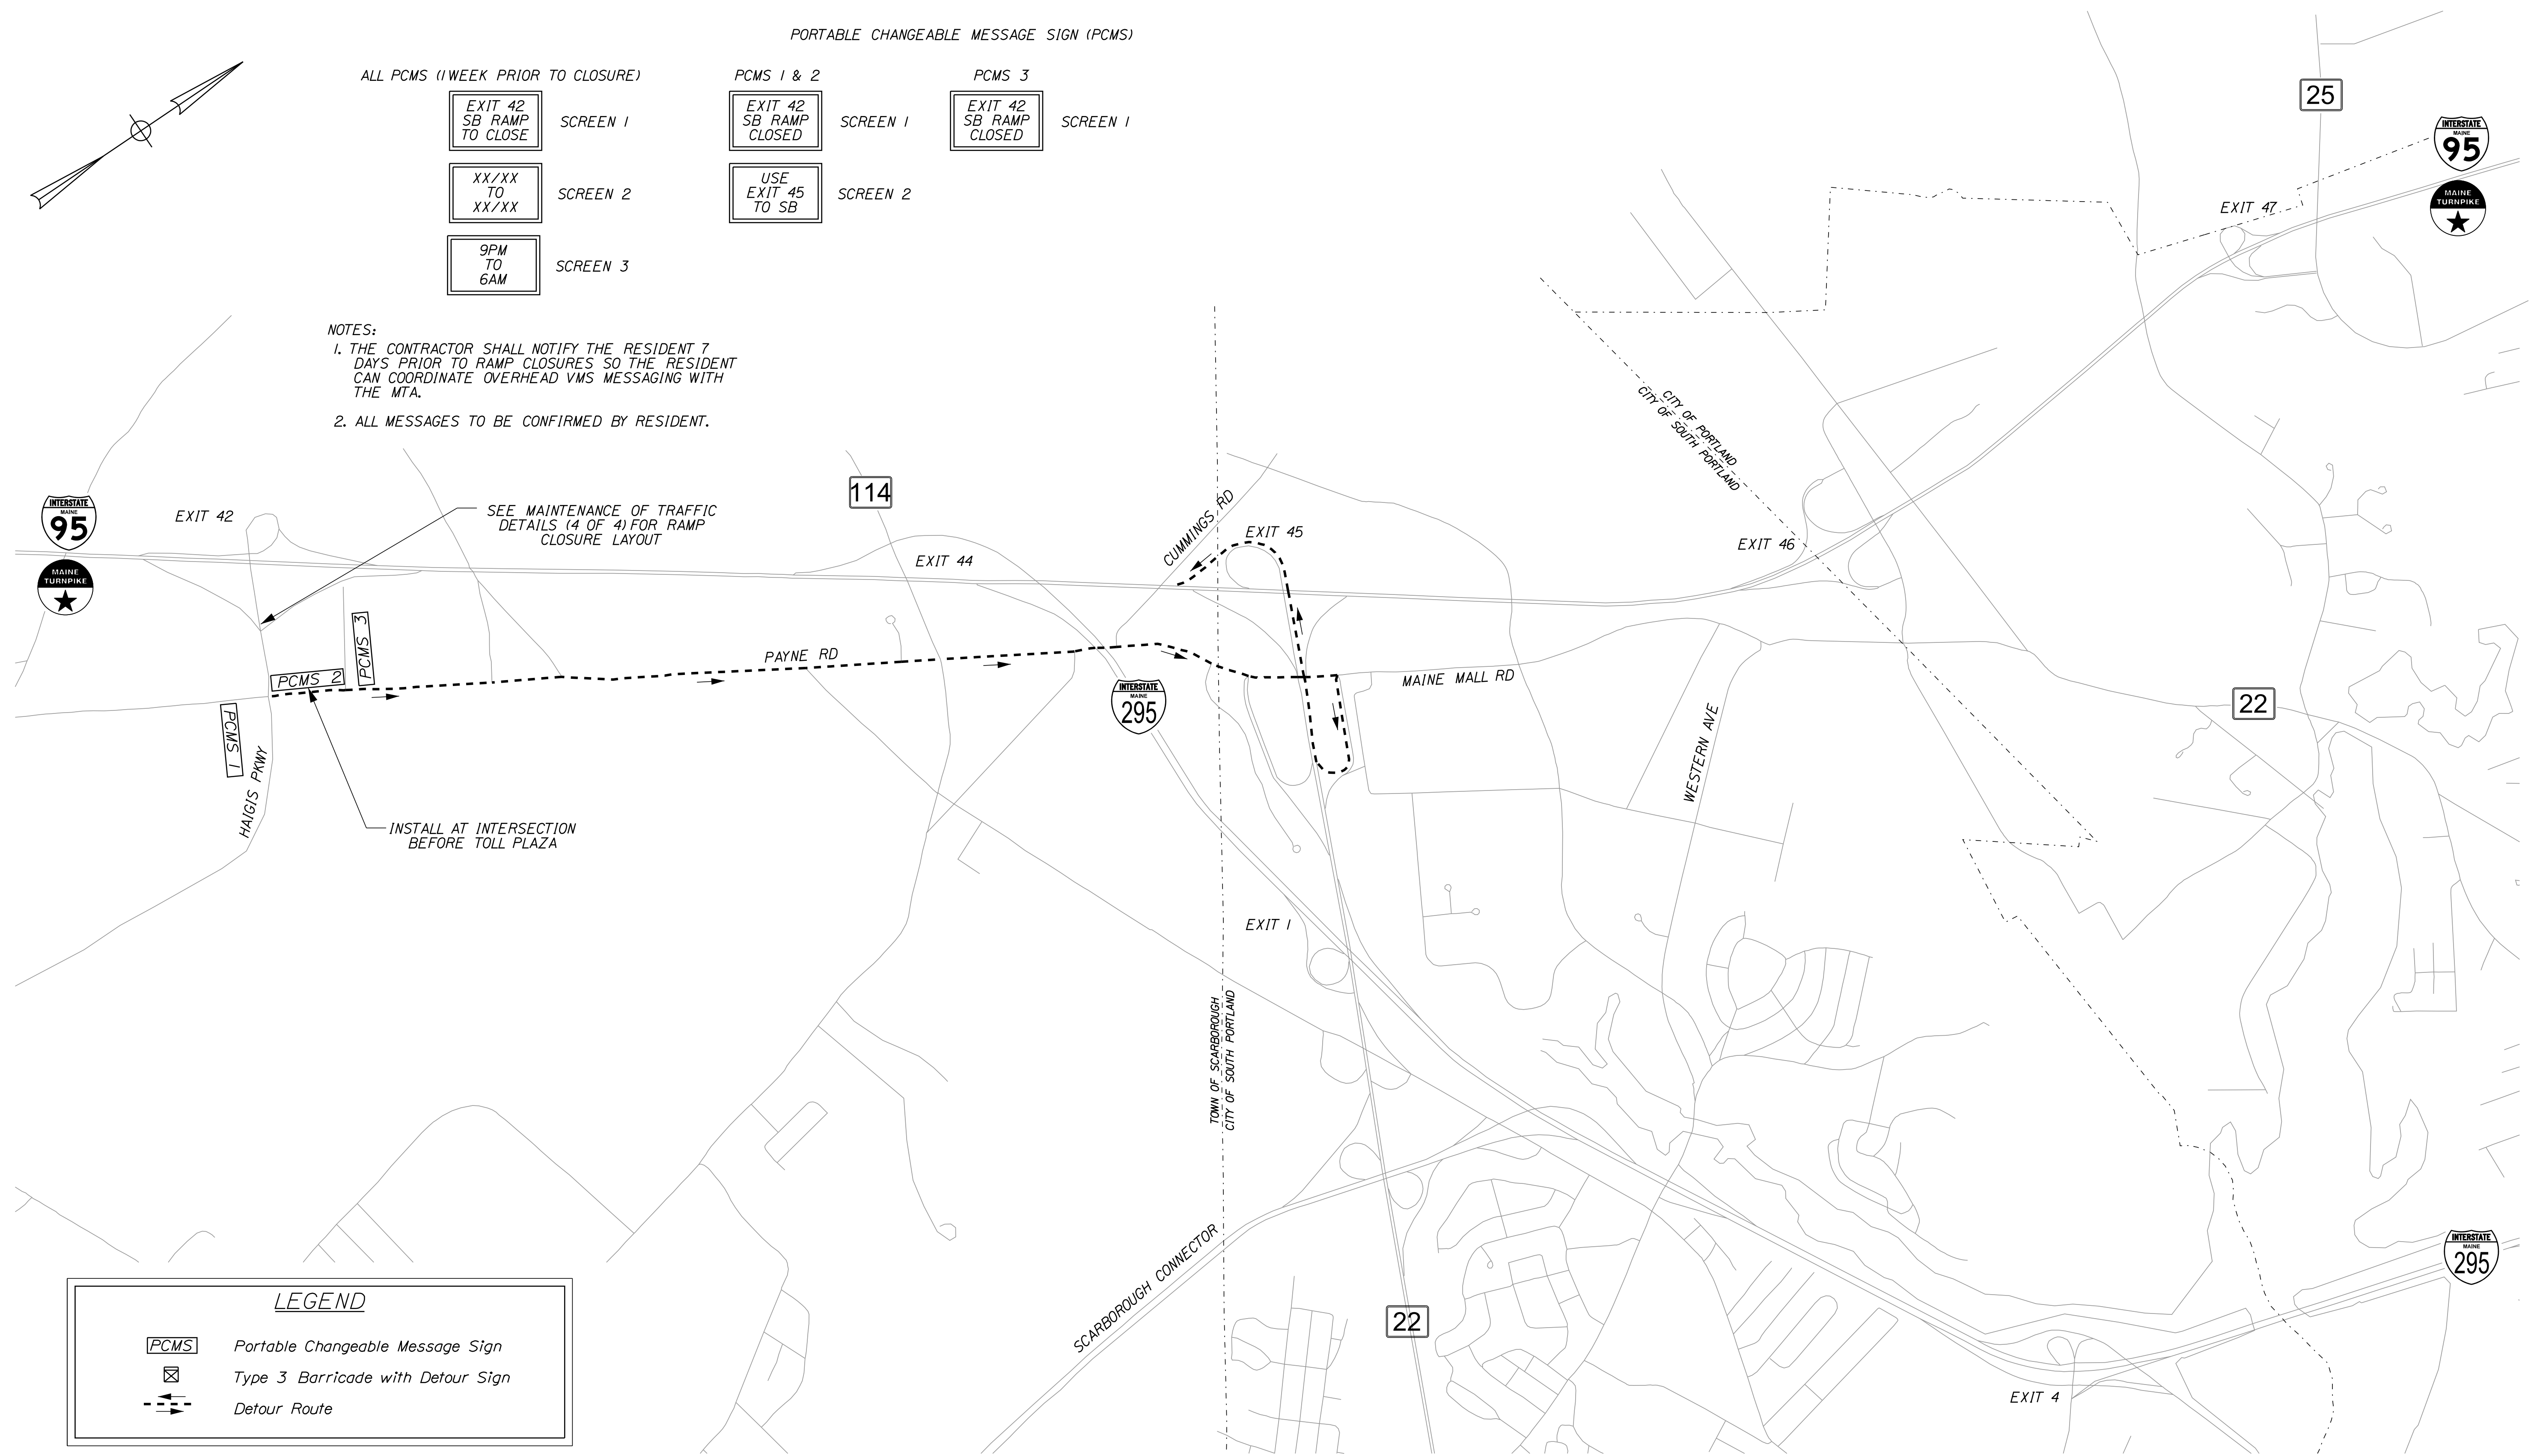 PORTABLE CHANGEABLE MESSAGE SIGN (PCMS)
ALL PCMS (1 WEEK PRIOR TO CLOSURE)
EXIT 42
SB RAMP
TO CLOSE
SCREEN 1
XX/XX
TO
XX/XX
SCREEN 2
9PM
TO
6AM
SCREEN 3
PCMS 1 & 2
EXIT 42
SB RAMP
CLOSED
SCREEN 1
USE
EXIT 45
TO SB
SCREEN 2
PCMS 3
EXIT 42
SB RAMP
CLOSED
SCREEN 1
NOTES:
1. THE CONTRACTOR SHALL NOTIFY THE RESIDENT 7
DAYS PRIOR TO RAMP CLOSURES SO THE RESIDENT
CAN COORDINATE OVERHEAD VMS MESSAGING WITH
THE MTA.
2. ALL MESSAGES TO BE CONFIRMED BY RESIDENT.
25
INTERSTATE
MAINE
95
MAINE
TURNPIKE
EXIT 47
CITY OF PORTLAND
CITY OF SOUTH PORTLAND
INTERSTATE
MAINE
95
MAINE
TURNPIKE
EXIT 42
SEE MAINTENANCE OF TRAFFIC
DETAILS (4 OF 4) FOR RAMP
CLOSURE LAYOUT
114
EXIT 44
CUMMINGS RD
EXIT 45
EXIT 46
PCMS 3
PCMS 2
PCMS 1
PAYNE RD
MAINE MALL RD
INTERSTATE
MAINE
295
WESTERN AVE
22
HAIGIS PKWY
INSTALL AT INTERSECTION
BEFORE TOLL PLAZA
EXIT 1
TOWN OF SCARBOROUGH
CITY OF SOUTH PORTLAND
SCARBOROUGH CONNECTOR
22
INTERSTATE
MAINE
295
EXIT 4
LEGEND
PCMS
Portable Changeable Message Sign
Type 3 Barricade with Detour Sign
Detour Route